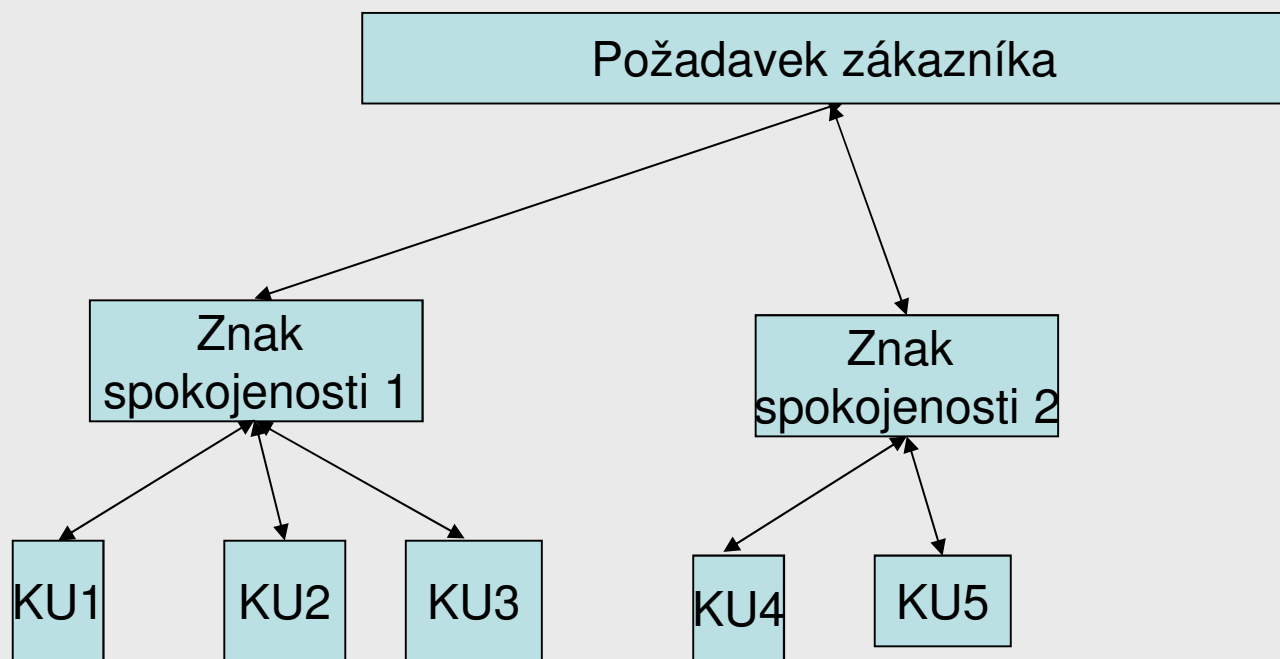 Požadavek zákazníka
Znak
spokojenosti 1
Znak
spokojenosti 2
KU1
KU2
KU3
KU4
KU5